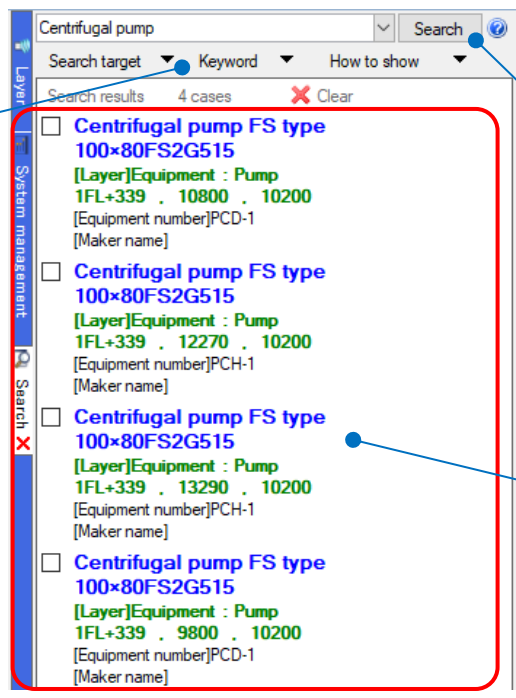 Centrifugal pump
Search
Search target
Keyword
How to show
Search results 4 cases Clear
Centrifugal pump FS type
100×80FS2G515
[Layer]Equipment : Pump
1FL+339 . 10800 . 10200
[Equipment number]PCD-1
[Maker name]
Centrifugal pump FS type
100×80FS2G515
[Layer]Equipment : Pump
1FL+339 . 12270 . 10200
[Equipment number]PCH-1
[Maker name]
Centrifugal pump FS type
100×80FS2G515
[Layer]Equipment : Pump
1FL+339 . 13290 . 10200
[Equipment number]PCH-1
[Maker name]
Centrifugal pump FS type
100×80FS2G515
[Layer]Equipment : Pump
1FL+339 . 9800 . 10200
[Equipment number]PCD-1
[Maker name]
Layer
System management
Search